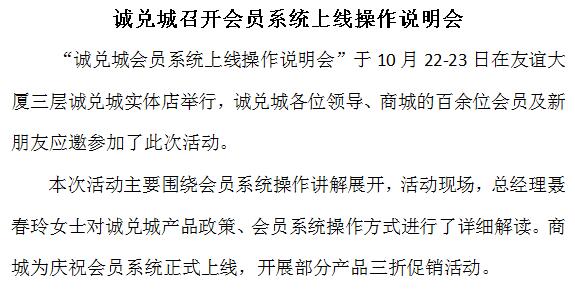 诚兑城召开会员系统上线操作说明会
“诚兑城会员系统上线操作说明会”于 10 月 22-23 日在友谊大
厦三层诚兑城实体店举行，诚兑城各位领导、商城的百余位会员及新
朋友应邀参加了此次活动。
本次活动主要围绕会员系统操作讲解展开，活动现场，总经理聂
春玲女士对诚兑城产品政策、会员系统操作方式进行了详细解读。商
城为庆祝会员系统正式上线，开展部分产品三折促销活动。